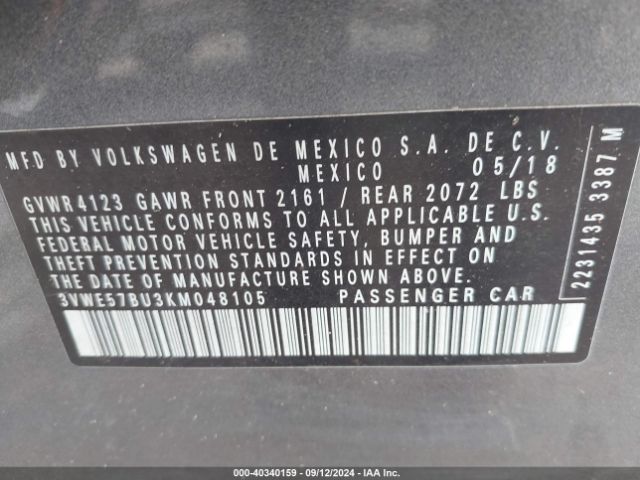 MFD BY VOLKSWAGEN DE MEXICO S.A. DE C.V.
MEXICO 05/18
GVWR 4123 GAWR FRONT 2161 / REAR 2072 LBS
THIS VEHICLE CONFORMS TO ALL APPLICABLE U.S.
FEDERAL MOTOR VEHICLE SAFETY, BUMPER AND
THEFT PREVENTION STANDARDS IN EFFECT ON
THE DATE OF MANUFACTURE SHOWN ABOVE.
3VWE57BU3KM048105 PASSENGER CAR
2231435 3387 M
000-40340159 - 09/12/2024 - IAA Inc.